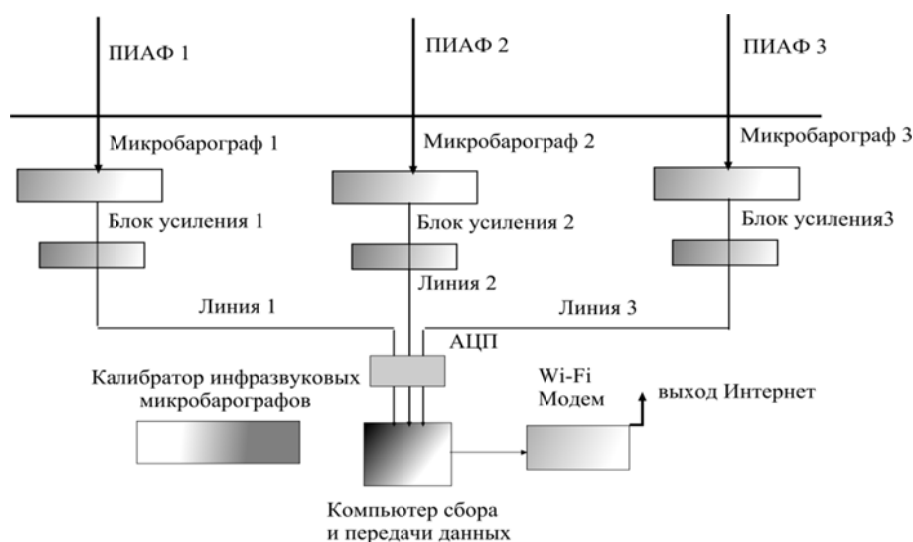 ПИАФ 1
ПИАФ 2
ПИАФ 3
Микробарограф 1
Микробарограф 2
Микробарограф 3
Блок усиления 1
Блок усиления 2
Блок усиления3
Линия 1
Линия 2
Линия 3
АЦП
Калибратор инфразвуковых
микробарографов
Wi-Fi
Модем
выход Интернет
Компьютер сбора
и передачи данных